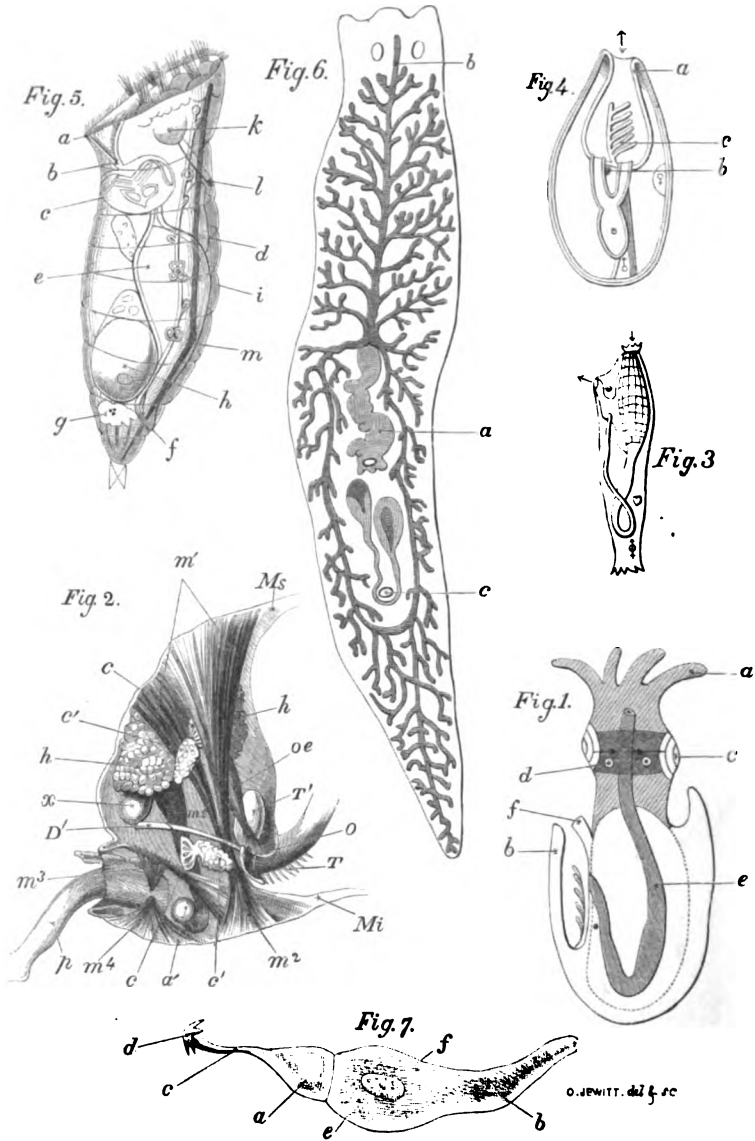 Fig. 5.
a
b
c
e
g
k
l
d
i
m
h
f
Fig. 6.
b
a
c
Fig. 4.
a
c
b
Fig. 3
Fig. 2.
m'
Ms
c
c'
h
x
D'
m³
p
m⁴
c
a'
c'
m²
Mi
T
o
T'
oe
h
Fig. 1.
a
d
c
f
b
e
Fig. 7.
d
c
a
e
f
b
O. JEWITT. del & sc